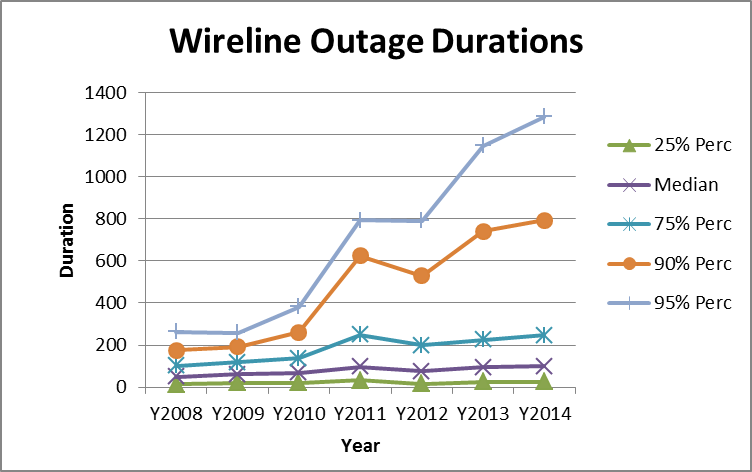 Wireline Outage Durations
1400
1200
1000
800
600
400
200
0
Duration
Y2008 Y2009 Y2010 Y2011 Y2012 Y2013 Y2014
Year
25% Perc
Median
75% Perc
90% Perc
95% Perc